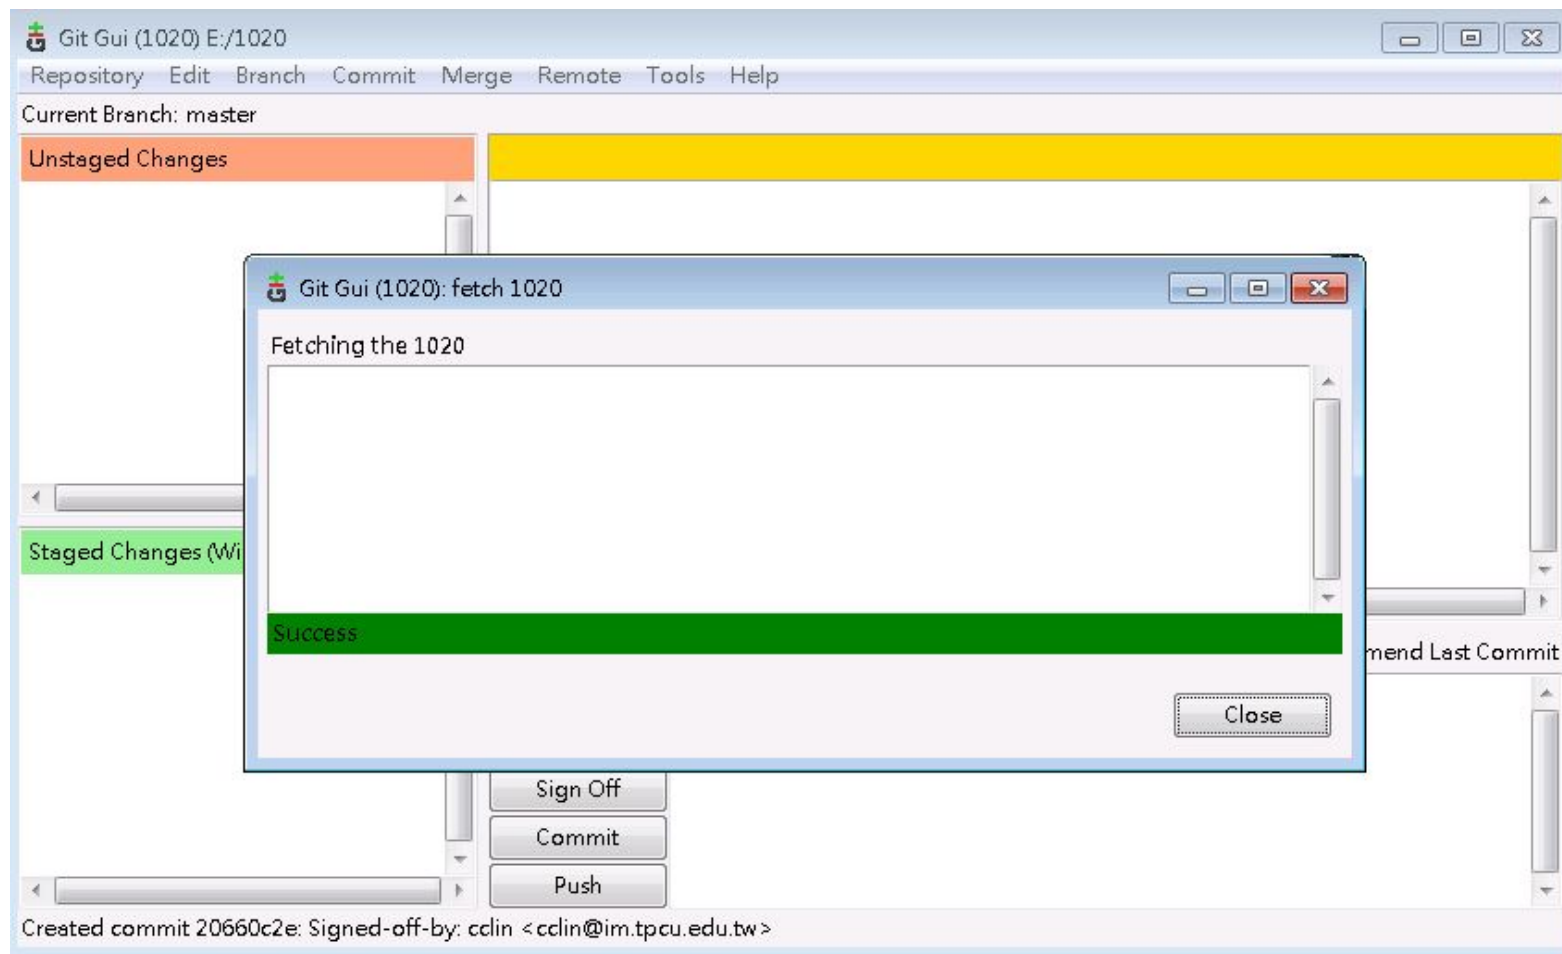 Git Gui (1020) E:/1020
Repository Edit Branch Commit Merge Remote Tools Help
Current Branch: master
Unstaged Changes
Git Gui (1020): fetch 1020
Fetching the 1020
Staged Changes (Wi
Success
mend Last Commit
Close
Sign Off
Commit
Push
Created commit 20660c2e: Signed-off-by: cclin <cclin@im.tpcu.edu.tw>